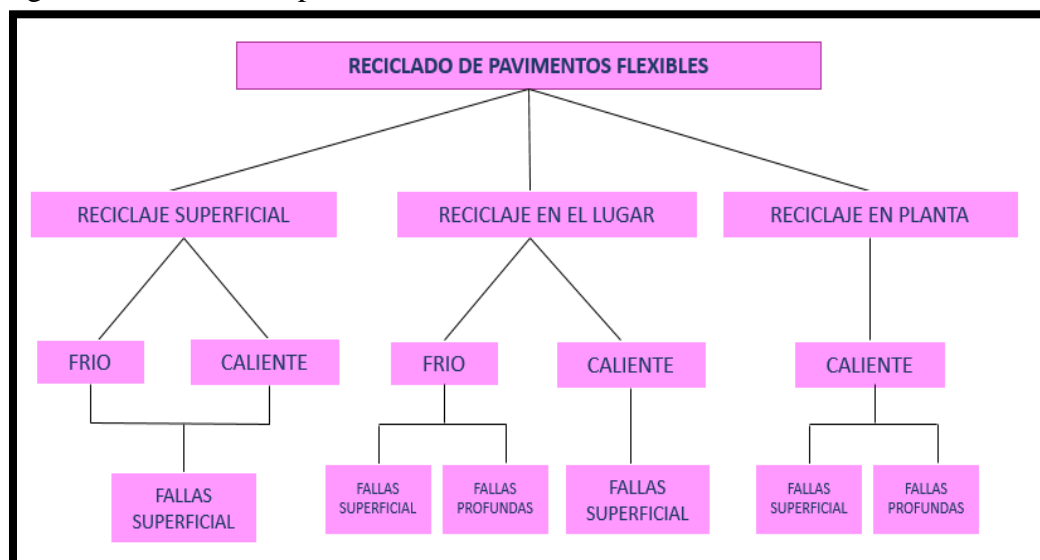 RECICLADO DE PAVIMENTOS FLEXIBLES
RECICLAJE SUPERFICIAL
RECICLAJE EN EL LUGAR
RECICLAJE EN PLANTA
FRIO
CALIENTE
FRIO
CALIENTE
CALIENTE
FALLAS
SUPERFICIAL
FALLAS
SUPERFICIAL
FALLAS
PROFUNDAS
FALLAS
SUPERFICIAL
FALLAS
SUPERFICIAL
FALLAS
PROFUNDAS